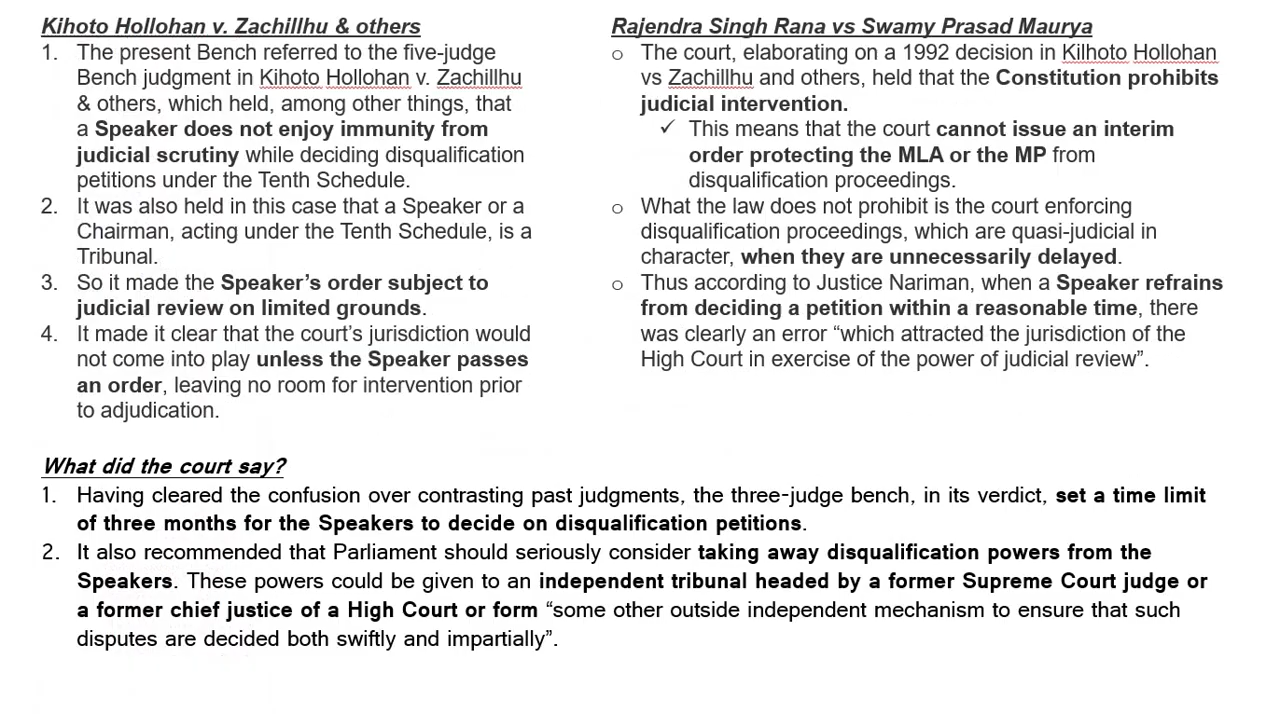 Kihoto Hollohan v. Zachillhu & others
1. The present Bench referred to the five-judge
Bench judgment in Kihoto Hollohan v. Zachillhu
& others, which held, among other things, that
a Speaker does not enjoy immunity from
judicial scrutiny while deciding disqualification
petitions under the Tenth Schedule.
2. It was also held in this case that a Speaker or a
Chairman, acting under the Tenth Schedule, is a
Tribunal.
3. So it made the Speaker’s order subject to
judicial review on limited grounds.
4. It made it clear that the court’s jurisdiction would
not come into play unless the Speaker passes
an order, leaving no room for intervention prior
to adjudication.
Rajendra Singh Rana vs Swamy Prasad Maurya
o The court, elaborating on a 1992 decision in Kilhoto Hollohan
vs Zachillhu and others, held that the Constitution prohibits
judicial intervention.
✓ This means that the court cannot issue an interim
order protecting the MLA or the MP from
disqualification proceedings.
o What the law does not prohibit is the court enforcing
disqualification proceedings, which are quasi-judicial in
character, when they are unnecessarily delayed.
o Thus according to Justice Nariman, when a Speaker refrains
from deciding a petition within a reasonable time, there
was clearly an error “which attracted the jurisdiction of the
High Court in exercise of the power of judicial review”.
What did the court say?
1. Having cleared the confusion over contrasting past judgments, the three-judge bench, in its verdict, set a time limit
of three months for the Speakers to decide on disqualification petitions.
2. It also recommended that Parliament should seriously consider taking away disqualification powers from the
Speakers. These powers could be given to an independent tribunal headed by a former Supreme Court judge or
a former chief justice of a High Court or form “some other outside independent mechanism to ensure that such
disputes are decided both swiftly and impartially”.